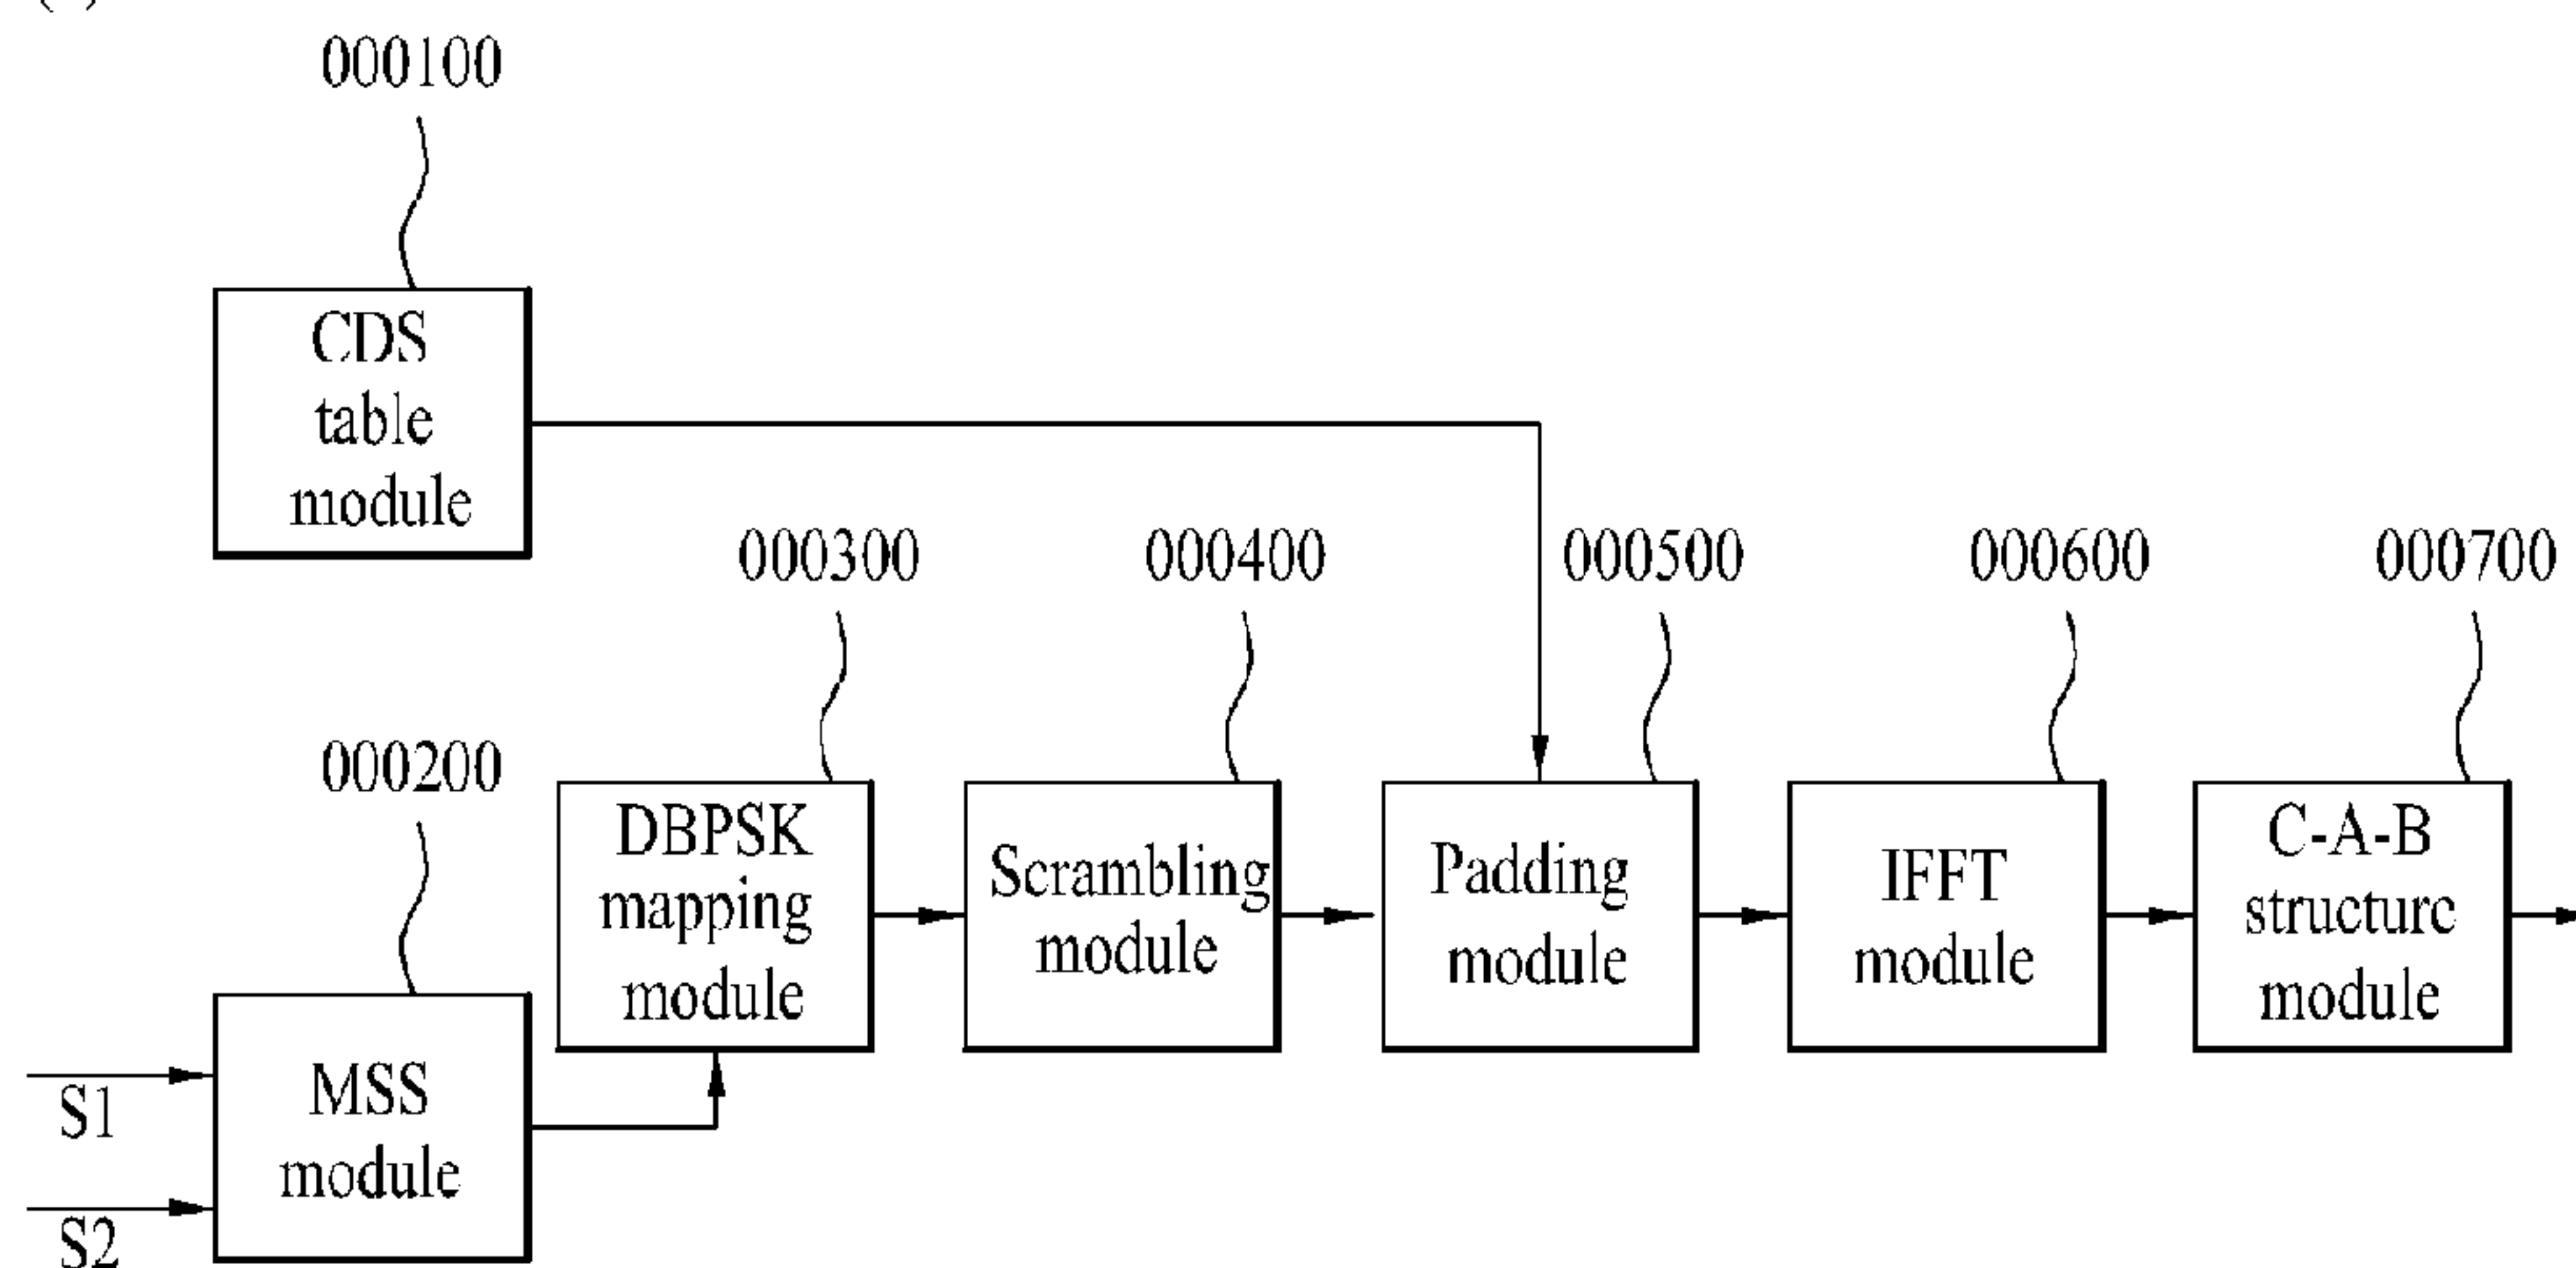 000100
CDS
table
module
000300
000400
000500
000600
000700
000200
DBPSK
mapping
module
Scrambling
module
Padding
module
IFFT
module
C-A-B
structure
module
MSS
module
S1
S2